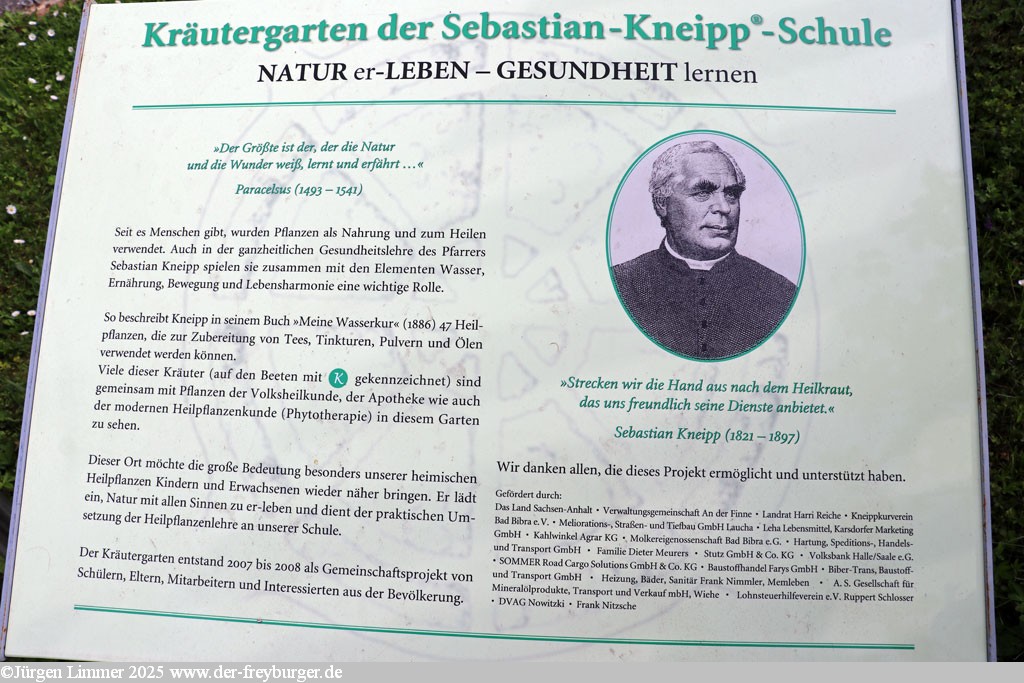 Kräutergarten der Sebastian-Kneipp®-Schule
NATUR er-LEBEN – GESUNDHEIT lernen
»Der Größte ist der, der die Natur
und die Wunder weiß, lernt und erfährt …«
Paracelsus (1493 – 1541)
Seit es Menschen gibt, wurden Pflanzen als Nahrung und zum Heilen
verwendet. Auch in der ganzheitlichen Gesundheitslehre des Pfarrers
Sebastian Kneipp spielen sie zusammen mit den Elementen Wasser,
Ernährung, Bewegung und Lebensharmonie eine wichtige Rolle.
So beschreibt Kneipp in seinem Buch »Meine Wasserkur« (1886) 47 Heil-
pflanzen, die zur Zubereitung von Tees, Tinkturen, Pulvern und Ölen
verwendet werden können.
Viele dieser Kräuter (auf den Beeten mit K gekennzeichnet) sind
gemeinsam mit Pflanzen der Volksheilkunde, der Apotheke wie auch
der modernen Heilpflanzenkunde (Phytotherapie) in diesem Garten
zu sehen.
Dieser Ort möchte die große Bedeutung besonders unserer heimischen
Heilpflanzen Kindern und Erwachsenen wieder näher bringen. Er lädt
ein, Natur mit allen Sinnen zu er-leben und dient der praktischen Um-
setzung der Heilpflanzenlehre an unserer Schule.
Der Kräutergarten entstand 2007 bis 2008 als Gemeinschaftsprojekt von
Schülern, Eltern, Mitarbeitern und Interessierten aus der Bevölkerung.
»Strecken wir die Hand aus nach dem Heilkraut,
das uns freundlich seine Dienste anbietet.«
Sebastian Kneipp (1821 – 1897)
Wir danken allen, die dieses Projekt ermöglicht und unterstützt haben.
Gefördert durch:
Das Land Sachsen-Anhalt • Verwaltungsgemeinschaft An der Finne • Landrat Harri Reiche • Kneippkurverein
Bad Bibra e. V. • Meliorations-, Straßen- und Tiefbau GmbH Laucha • Leha Lebensmittel, Karsdorfer Marketing
GmbH • Kahlwinkel Agrar KG • Molkereigenossenschaft Bad Bibra e. G. • Hartung, Speditions-, Handels-
und Transport GmbH • Familie Dieter Meurers • Stutz GmbH & Co. KG • Volksbank Halle/Saale e.G.
• SOMMER Road Cargo Solutions GmbH & Co. KG • Baustoffhandel Farys GmbH • Biber-Trans, Baustoff-
und Transport GmbH • Heizung, Bäder, Sanitär Frank Nimmler, Memleben • A. S. Gesellschaft für
Mineralölprodukte, Transport und Verkauf mbH, Wiehe • Lohnsteuerhilfeverein e.V. Ruppert Schlosser
• DVAG Nowitzki • Frank Nitzsche
©Jürgen Limmer 2025 www.der-freyburger.de